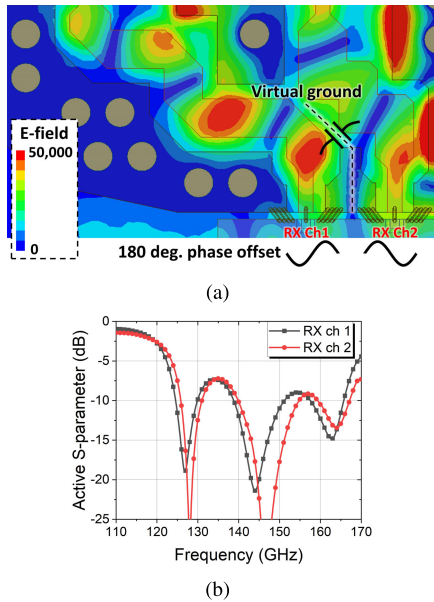 Virtual ground
E-field
50,000
0
RX Ch1
RX Ch2
180 deg. phase offset
(a)
RX ch 1
RX ch 2
Active S-parameter (dB)
0
-5
-10
-15
-20
-25
110 120 130 140 150 160 170
Frequency (GHz)
(b)